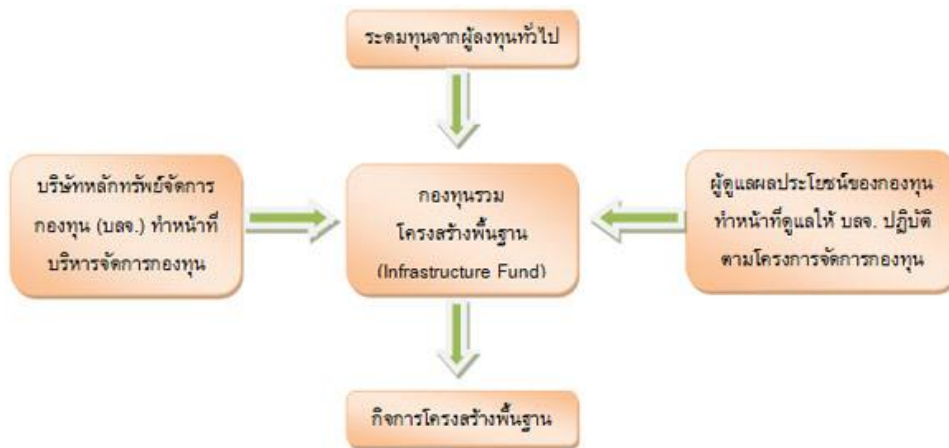 ระดมทุนจากผู้ลงทุนทั่วไป
บริษัทหลักทรัพย์จัดการ
กองทุน (บลจ.) ทำหน้าที่
บริหารจัดการกองทุน
กองทุนรวม
โครงสร้างพื้นฐาน
(Infrastructure Fund)
ผู้ดูแลผลประโยชน์ของกองทุน
ทำหน้าที่ดูแลให้ บลจ. ปฏิบัติ
ตามโครงการจัดการกองทุน
กิจการโครงสร้างพื้นฐาน